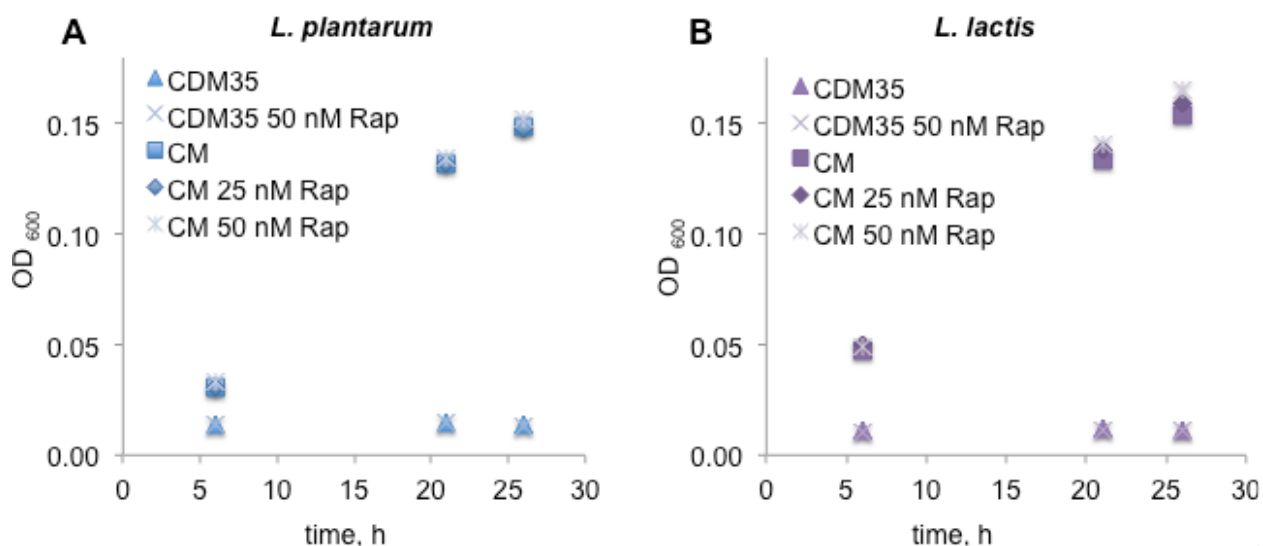 A
L. plantarum
CDM35
CDM35 50 nM Rap
CM
CM 25 nM Rap
CM 50 nM Rap
OD 600
0.15
0.10
0.05
0.00
0 5 10 15 20 25 30
time, h
B
L. lactis
CDM35
CDM35 50 nM Rap
CM
CM 25 nM Rap
CM 50 nM Rap
OD 600
0.15
0.10
0.05
0.00
0 5 10 15 20 25 30
time, h